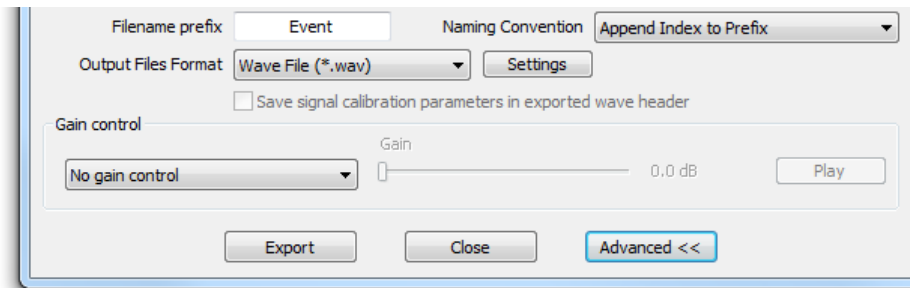 Filename prefix Event Naming Convention Append Index to Prefix
Output Files Format Wave File (*.wav) Settings
Save signal calibration parameters in exported wave header
Gain control
Gain
No gain control 0.0 dB Play
Export Close Advanced <<